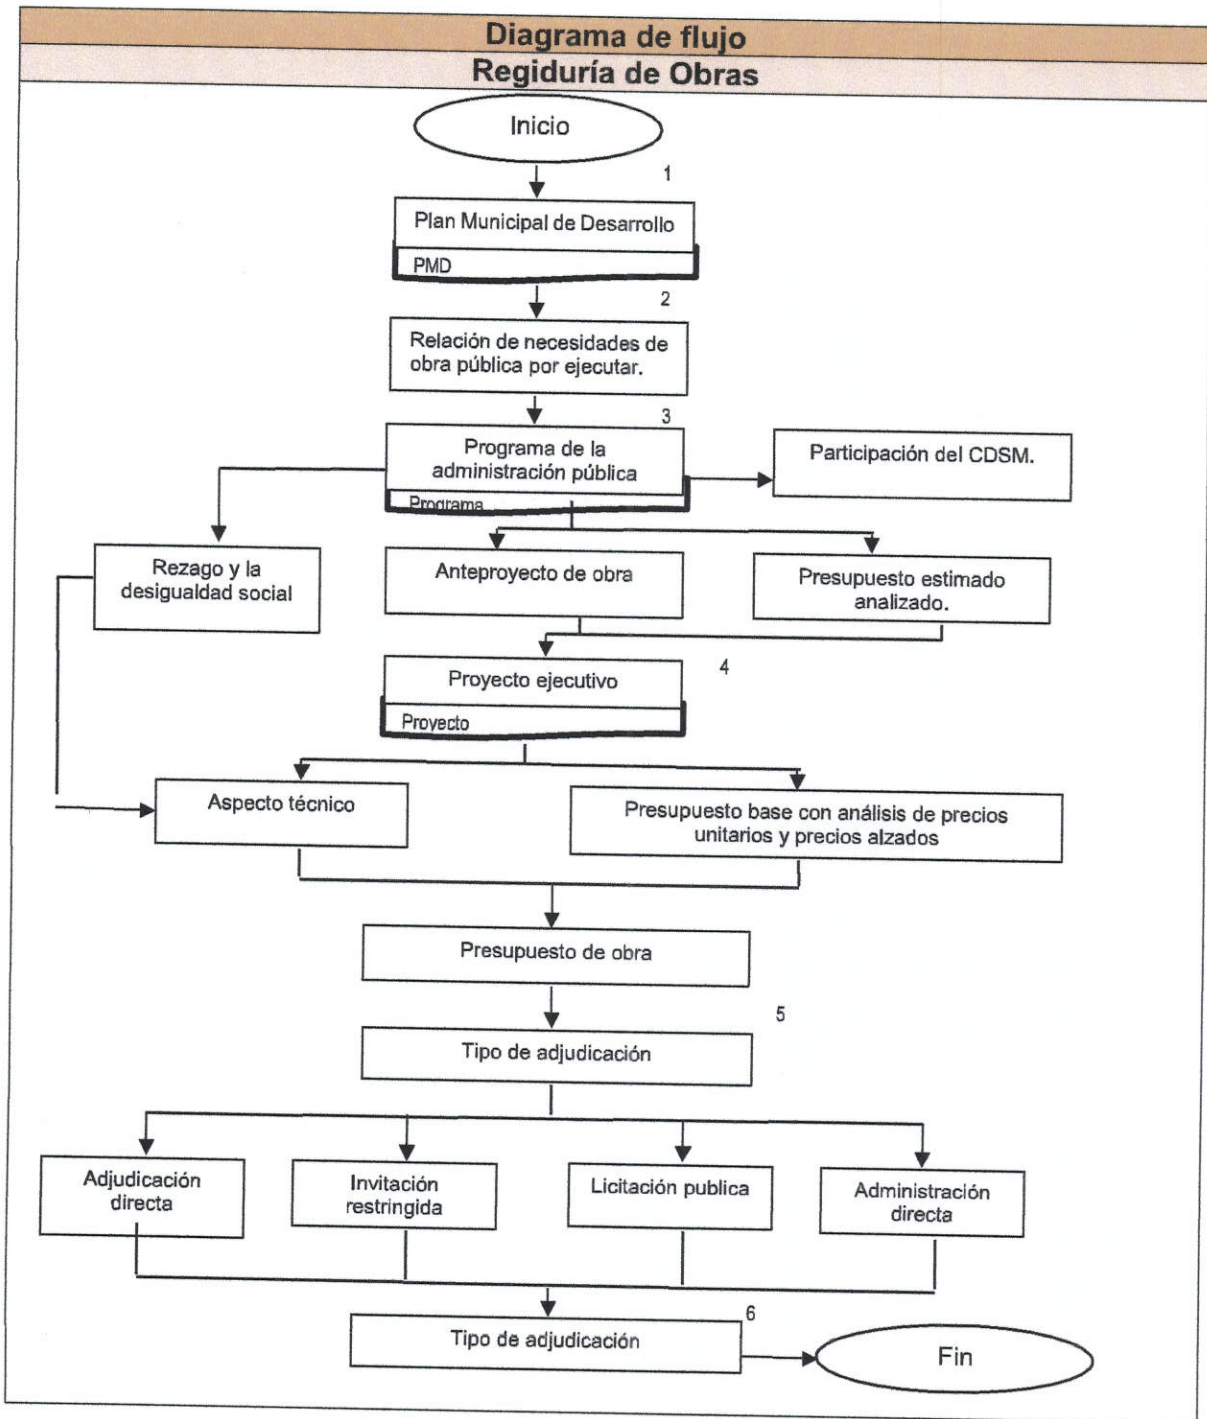 Diagrama de flujo
Regiduría de Obras
Inicio
1
Plan Municipal de Desarrollo
PMD
2
Relación de necesidades de
obra pública por ejecutar.
3
Programa de la
administración pública
Programa
Participación del CDSM.
Rezago y la
desigualdad social
Anteproyecto de obra
Presupuesto estimado
analizado.
4
Proyecto ejecutivo
Proyecto
Aspecto técnico
Presupuesto base con análisis de precios
unitarios y precios alzados
Presupuesto de obra
5
Tipo de adjudicación
Adjudicación
directa
Invitación
restringida
Licitación publica
Administración
directa
6
Tipo de adjudicación
Fin